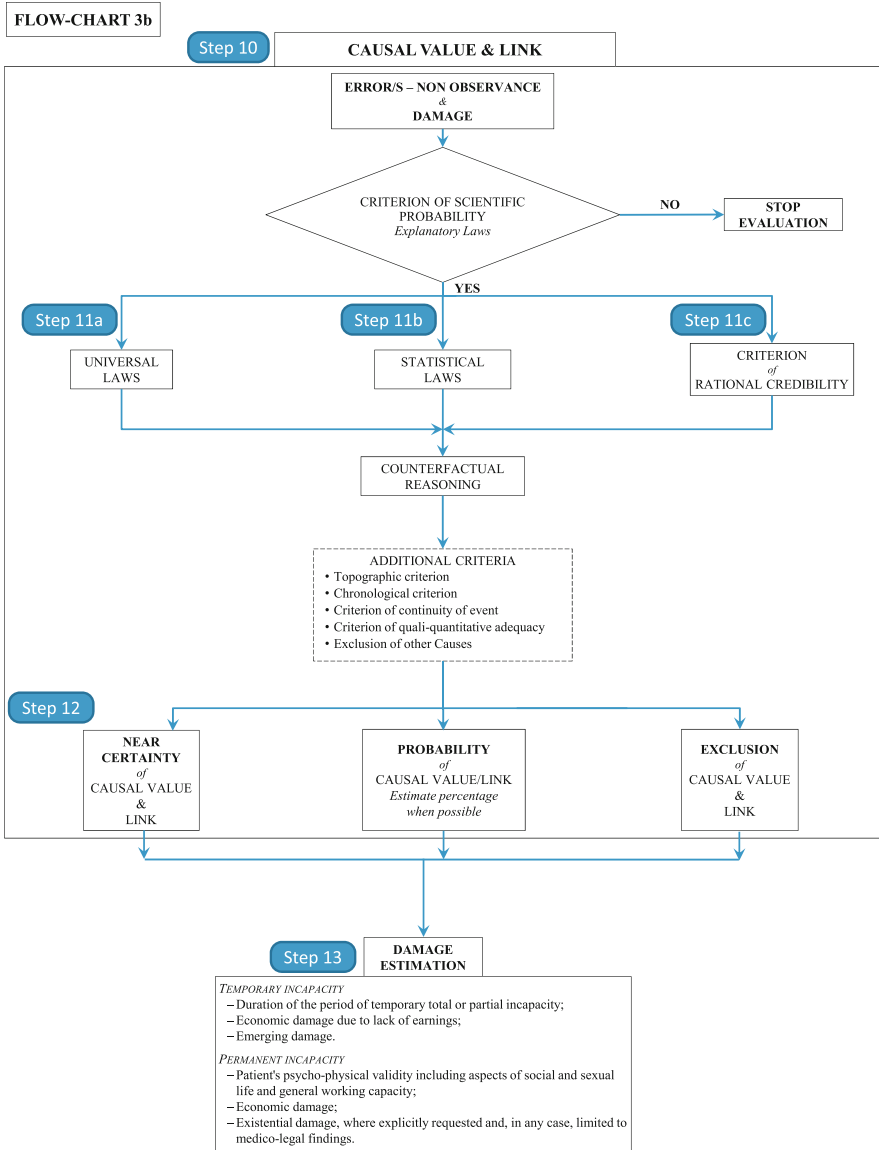 FLOW-CHART 3b
Step 10
CAUSAL VALUE & LINK
ERROR/S – NON OBSERVANCE
&
DAMAGE
CRITERION OF SCIENTIFIC
PROBABILITY
Explanatory Laws
NO
STOP
EVALUATION
YES
Step 11a
Step 11b
Step 11c
UNIVERSAL
LAWS
STATISTICAL
LAWS
CRITERION
of
RATIONAL CREDIBILITY
COUNTERFACTUAL
REASONING
ADDITIONAL CRITERIA
• Topographic criterion
• Chronological criterion
• Criterion of continuity of event
• Criterion of quali-quantitative adequacy
• Exclusion of other Causes
Step 12
NEAR
CERTAINTY
of
CAUSAL VALUE
&
LINK
PROBABILITY
of
CAUSAL VALUE/LINK
Estimate percentage
when possible
EXCLUSION
of
CAUSAL VALUE
&
LINK
Step 13
DAMAGE
ESTIMATION
TEMPORARY INCAPACITY
– Duration of the period of temporary total or partial incapacity;
– Economic damage due to lack of earnings;
– Emerging damage.
PERMANENT INCAPACITY
– Patient's psycho-physical validity including aspects of social and sexual
life and general working capacity;
– Economic damage;
– Existential damage, where explicitly requested and, in any case, limited to
medico-legal findings.